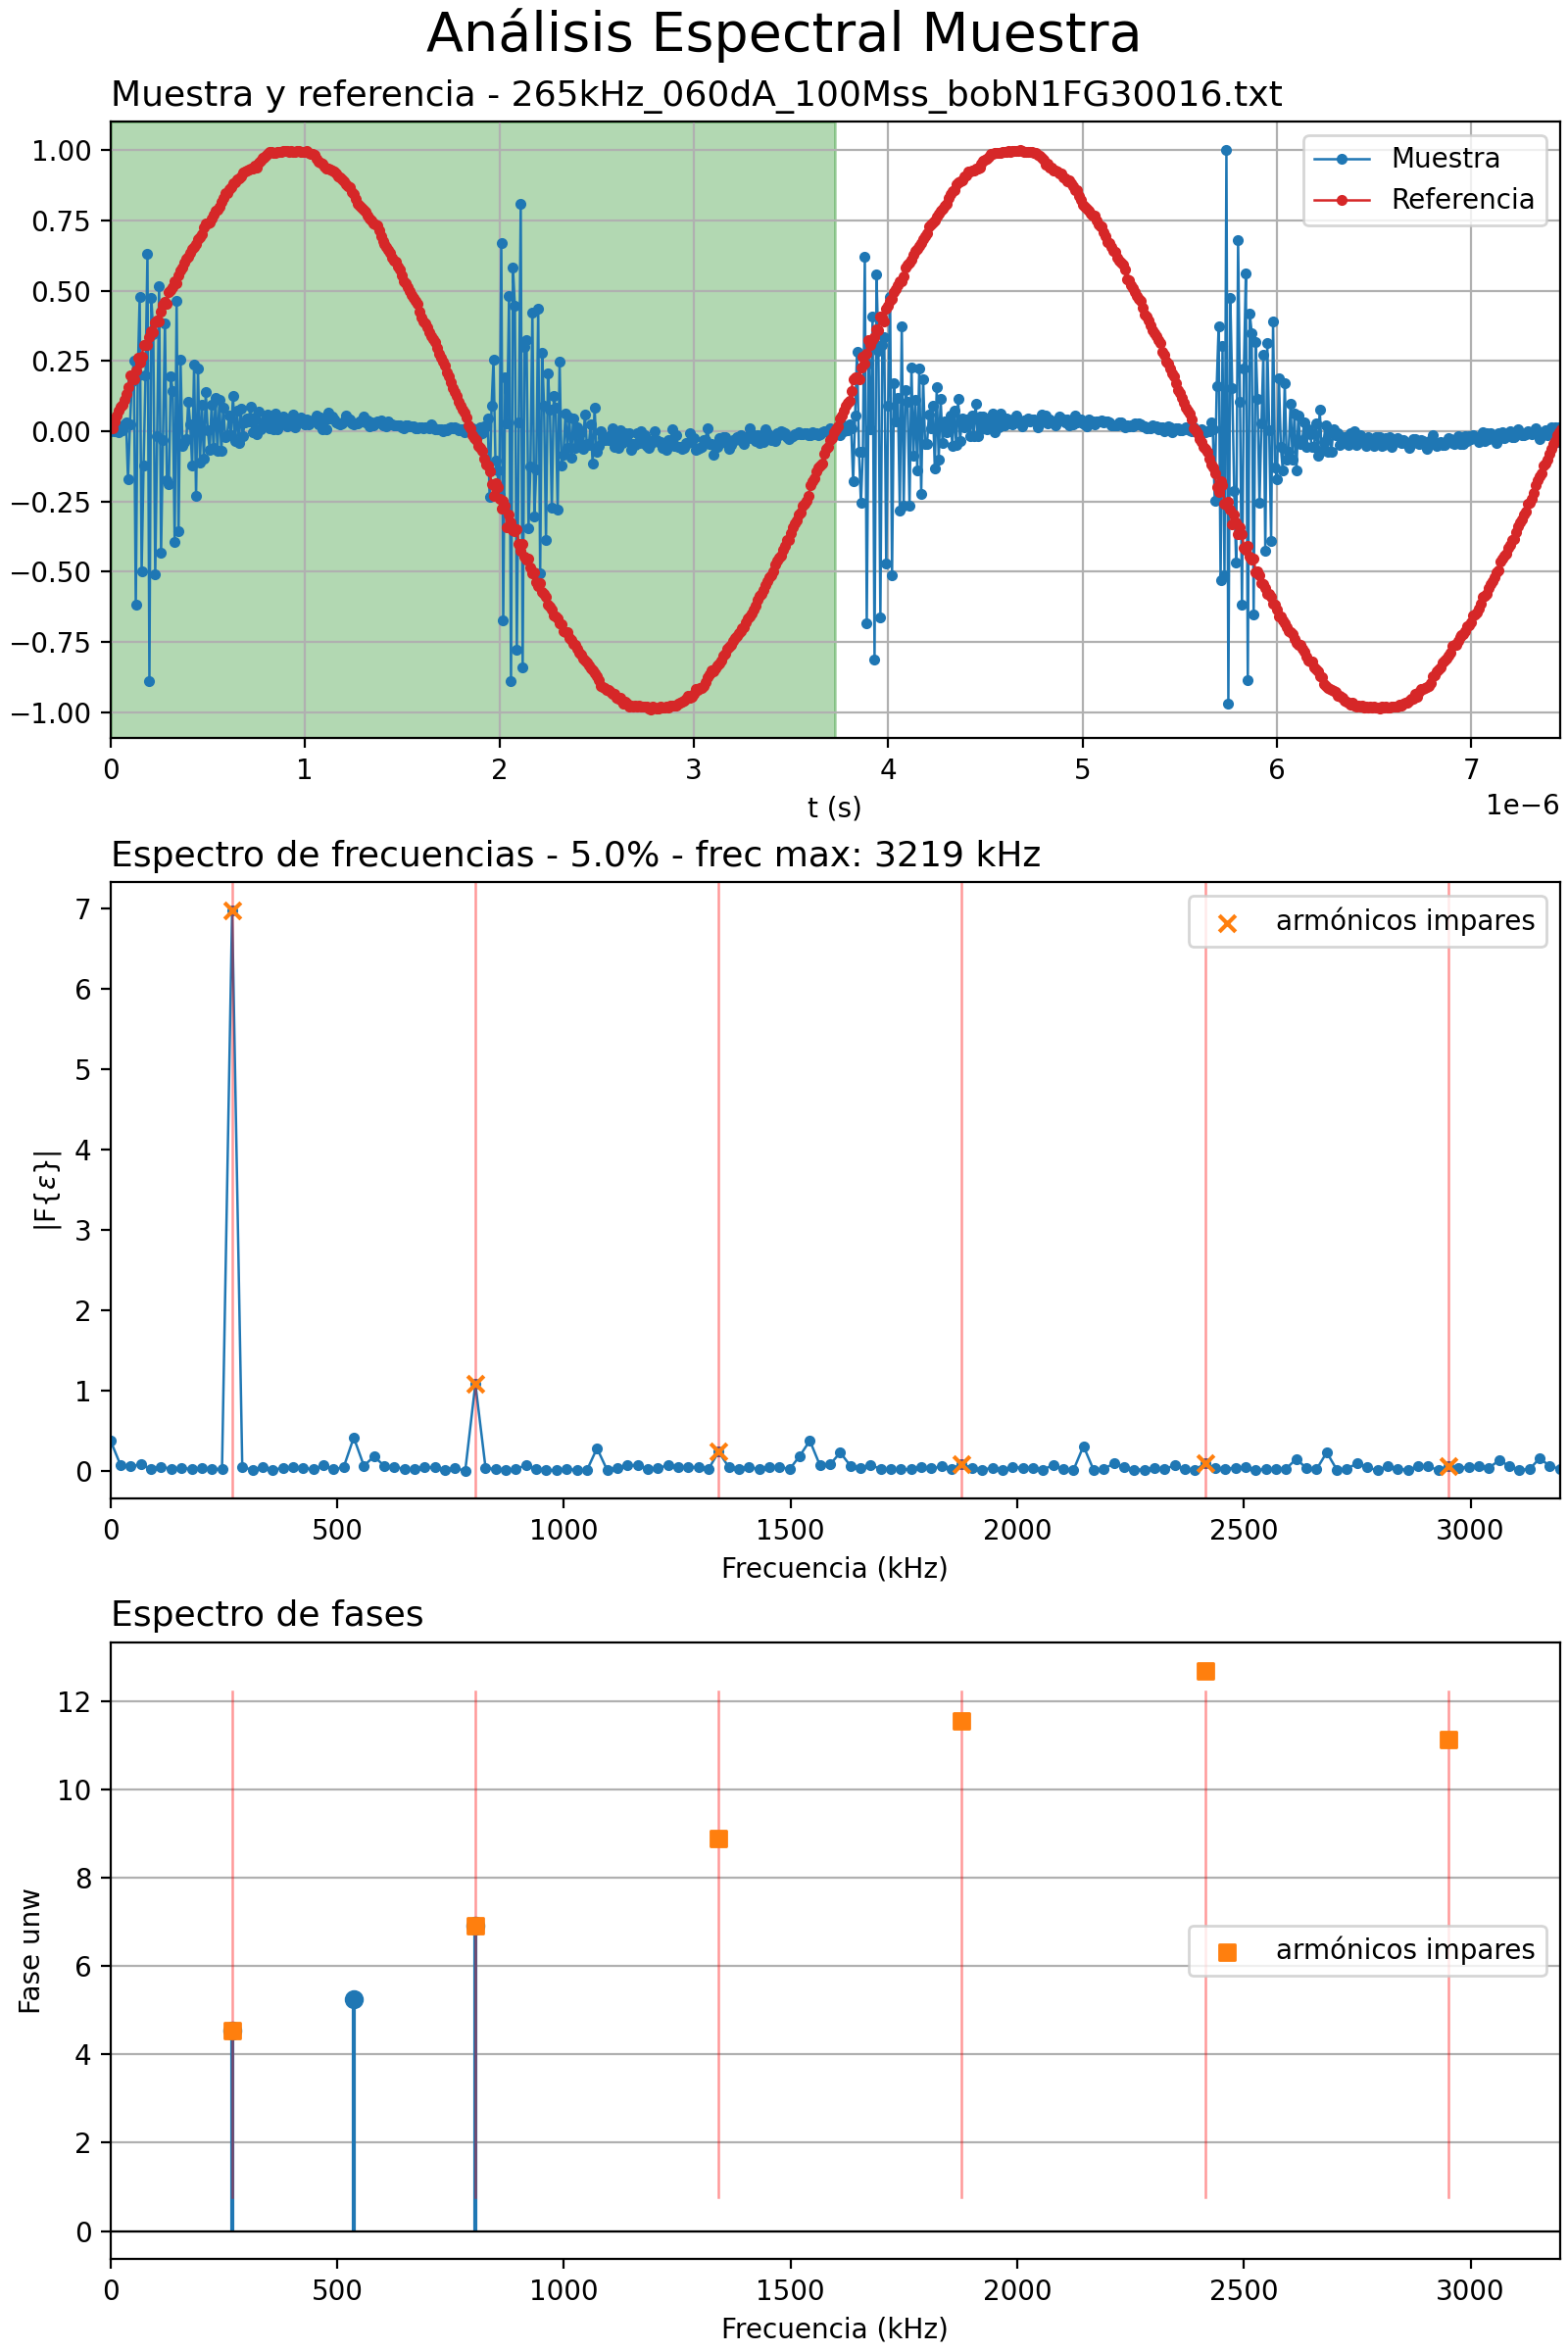 Análisis Espectral Muestra
Muestra y referencia - 265kHz_060dA_100Mss_bobN1FG30016.txt
1.00
0.75
0.50
0.25
0.00
−0.25
−0.50
−0.75
−1.00
Muestra
Referencia
0 1 2 3 4 5 6 7
t (s)
1e−6
Espectro de frecuencias - 5.0% - frec max: 3219 kHz
|F{ε}|
7
6
5
4
3
2
1
0
armónicos impares
0 500 1000 1500 2000 2500 3000
Frecuencia (kHz)
Espectro de fases
Fase unw
12
10
8
6
4
2
0
armónicos impares
0 500 1000 1500 2000 2500 3000
Frecuencia (kHz)